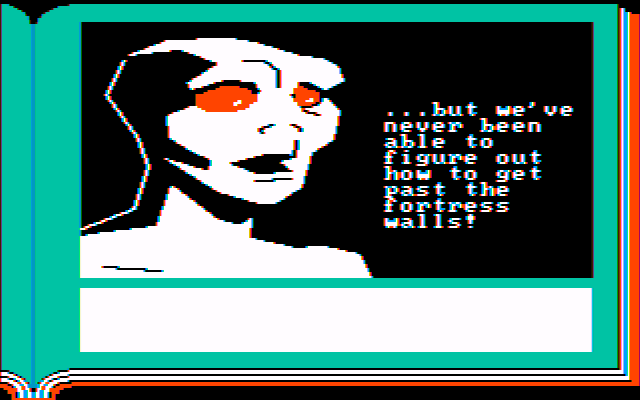 ...but we've
never been
able to
figure out
how to get
past the
fortress
walls!